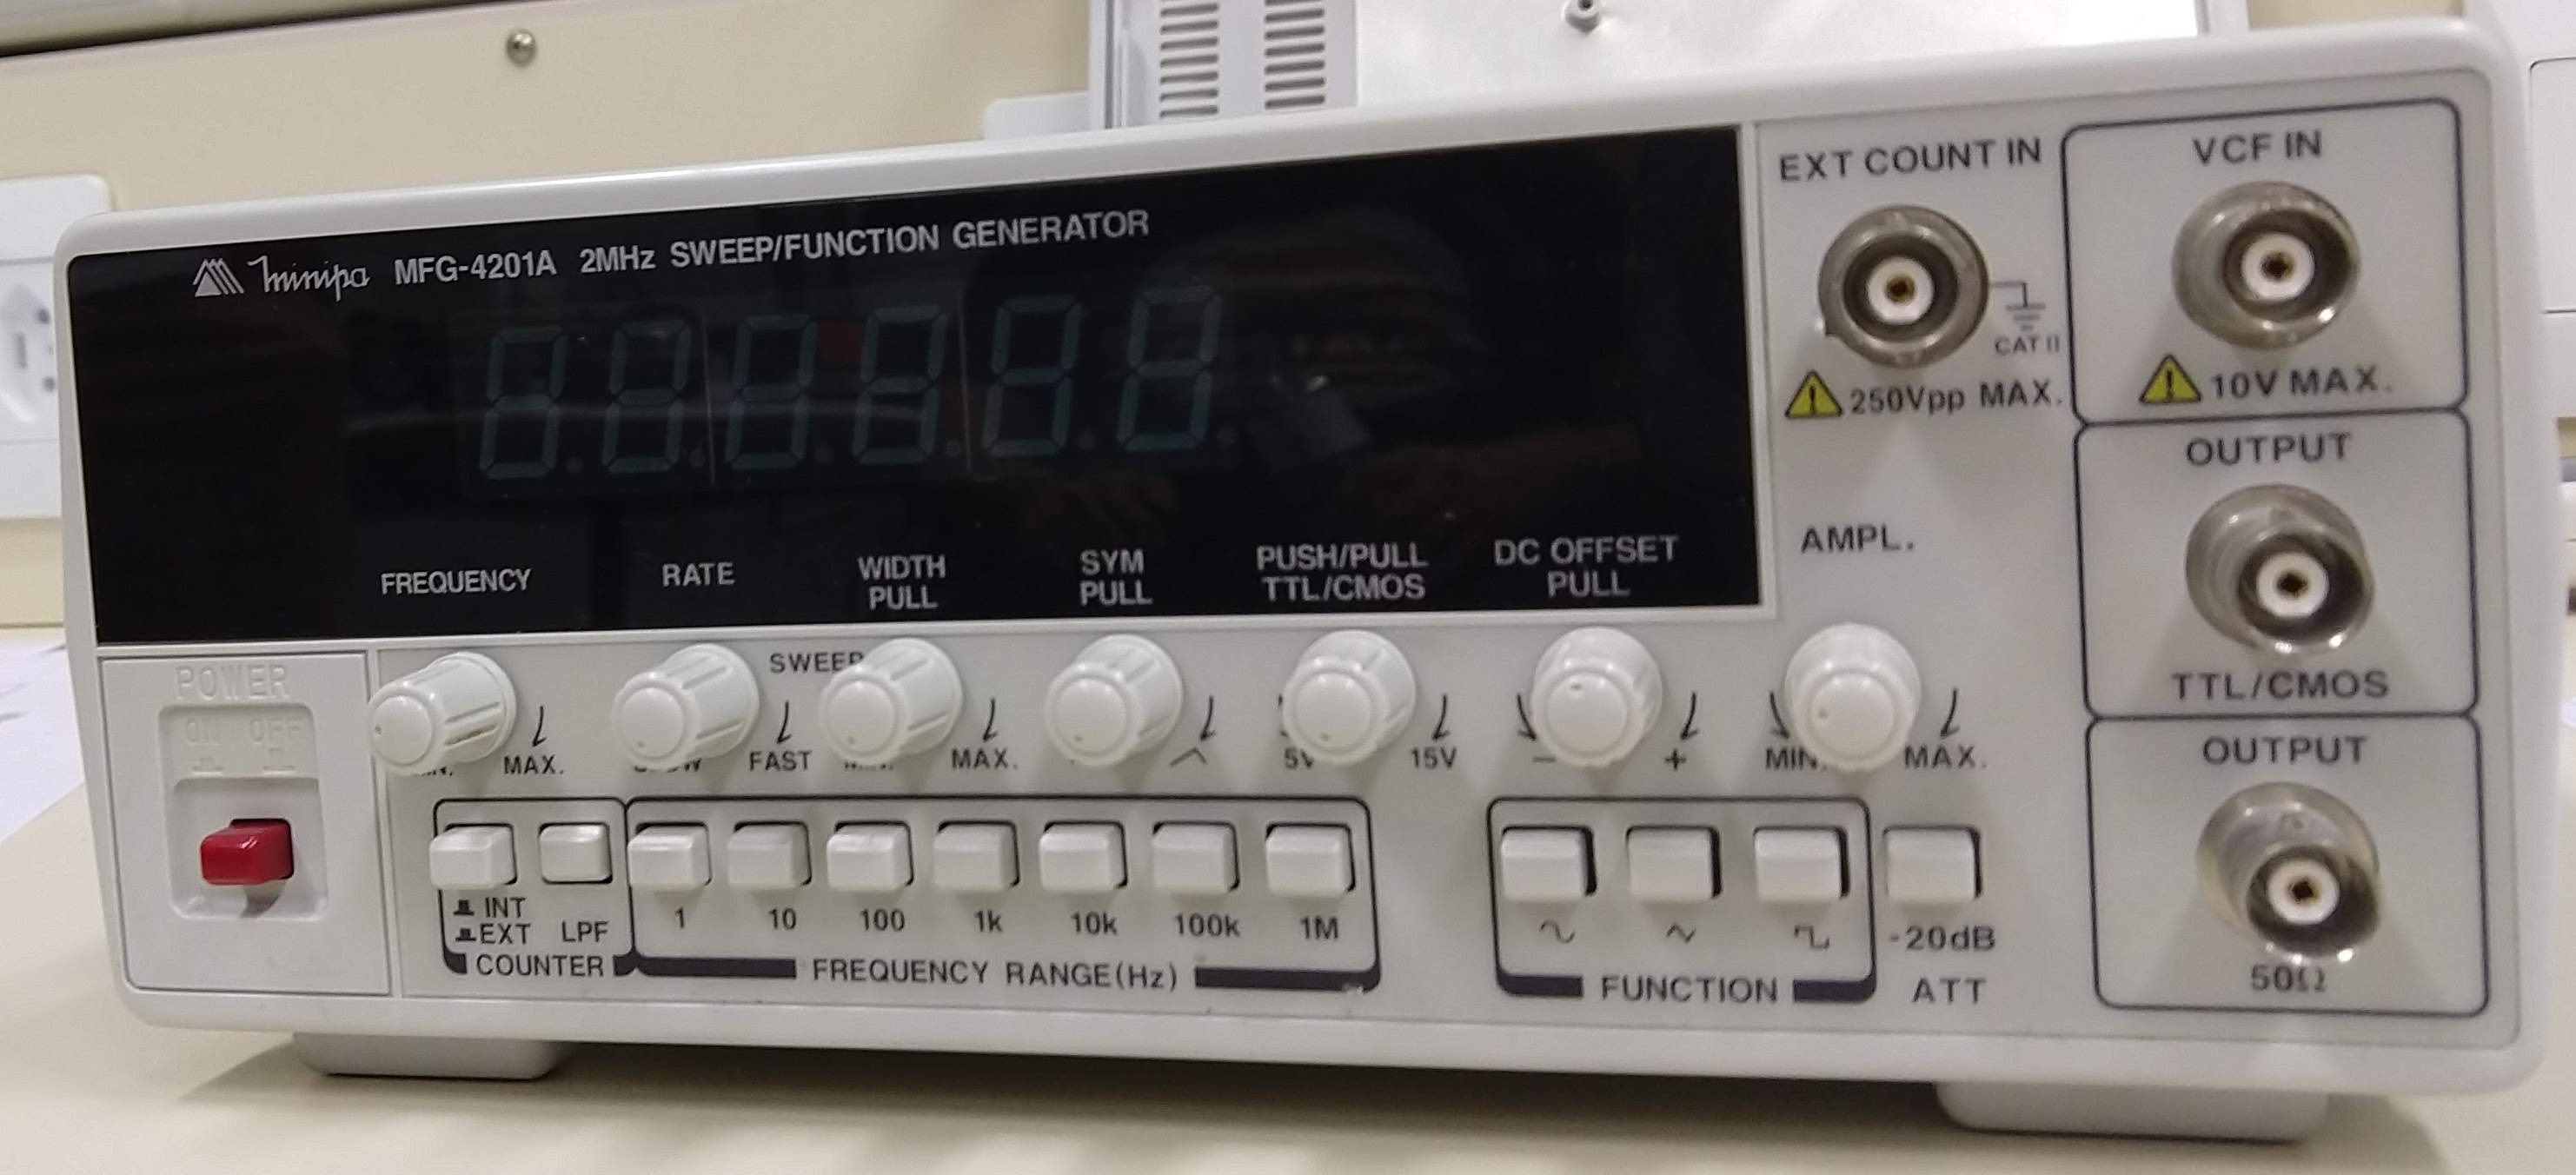 minipa MFG-4201A 2MHz SWEEP/FUNCTION GENERATOR
EXT COUNT IN
CAT II
250Vpp MAX.
VCF IN
10V MAX.
OUTPUT
TTL/CMOS
OUTPUT
50Ω
FREQUENCY
RATE
WIDTH
PULL
SYM
PULL
PUSH/PULL
TTL/CMOS
DC OFFSET
PULL
AMPL.
POWER
ON OFF
SWEEP
MAX.
FAST
MAX.
15V
- +
MIN. MAX.
INT
EXT
LPF
COUNTER
1 10 100 1k 10k 100k 1M
FREQUENCY RANGE(Hz)
FUNCTION
-20dB
ATT